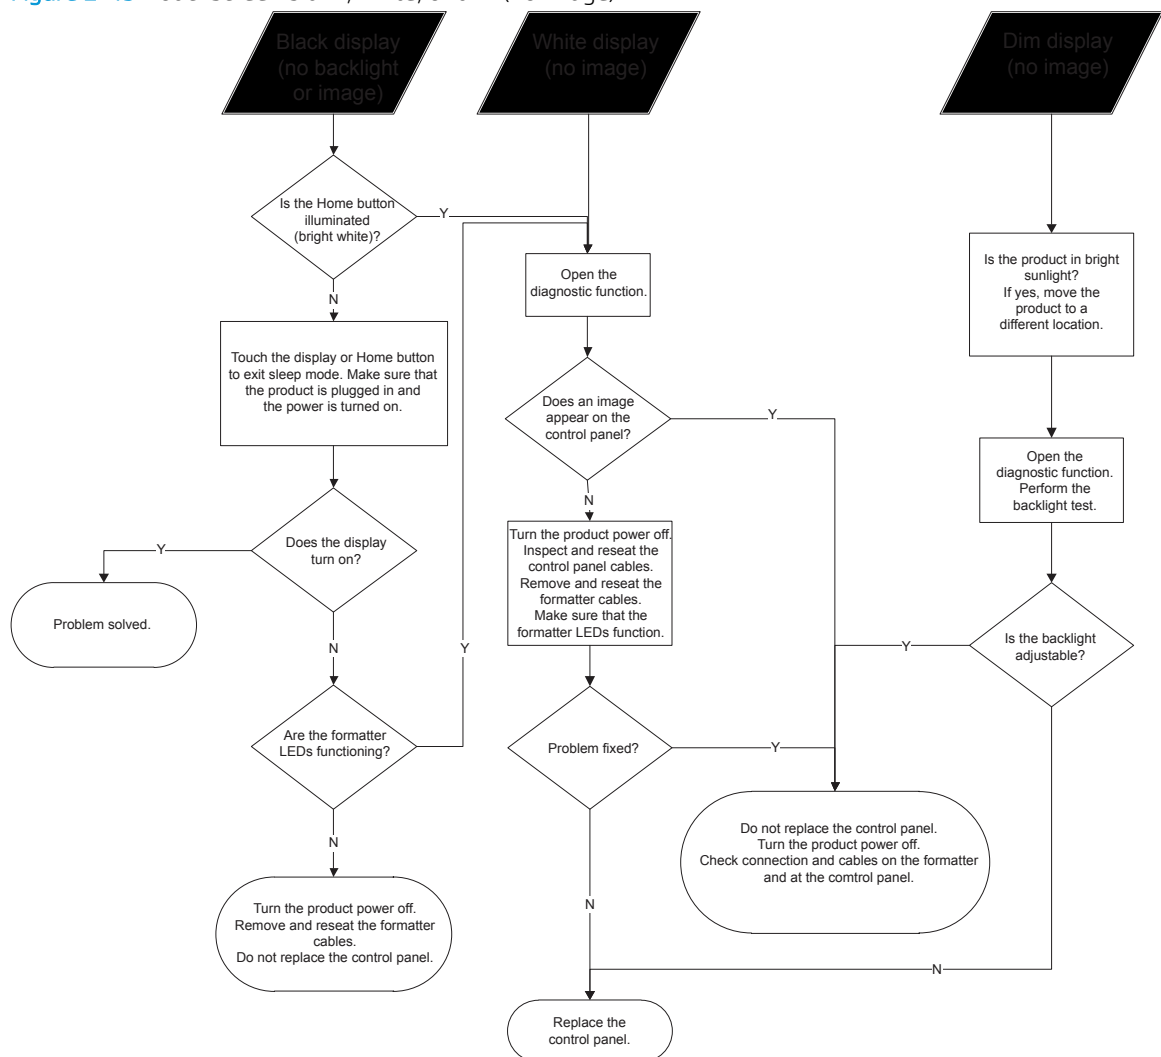 Black display
(no backlight
or image)
White display
(no image)
Dim display
(no image)
Is the Home button
illuminated
(bright white)?
Y
N
Touch the display or Home button
to exit sleep mode. Make sure that
the product is plugged in and
the power is turned on.
Does the display
turn on?
Y
Problem solved.
N
Are the formatter
LEDs functioning?
Y
N
Turn the product power off.
Remove and reseat the formatter
cables.
Do not replace the control panel.
Open the
diagnostic function.
Does an image
appear on the
control panel?
Y
N
Turn the product power off.
Inspect and reseat the
control panel cables.
Remove and reseat the
formatter cables.
Make sure that the
formatter LEDs function.
Problem fixed?
Y
N
Do not replace the control panel.
Turn the product power off.
Check connection and cables on the formatter
and at the comtrol panel.
Replace the
control panel.
Is the product in bright
sunlight?
If yes, move the
product to a
different location.
Open the
diagnostic function.
Perform the
backlight test.
Is the backlight
adjustable?
Y
N